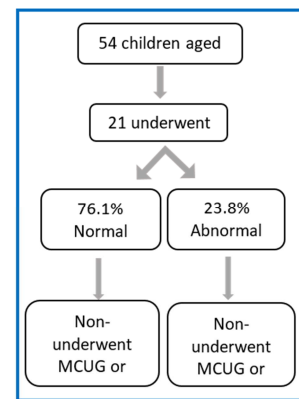 54 children aged
21 underwent
76.1%
Normal
23.8%
Abnormal
Non-
underwent
MCUG or
Non-
underwent
MCUG or